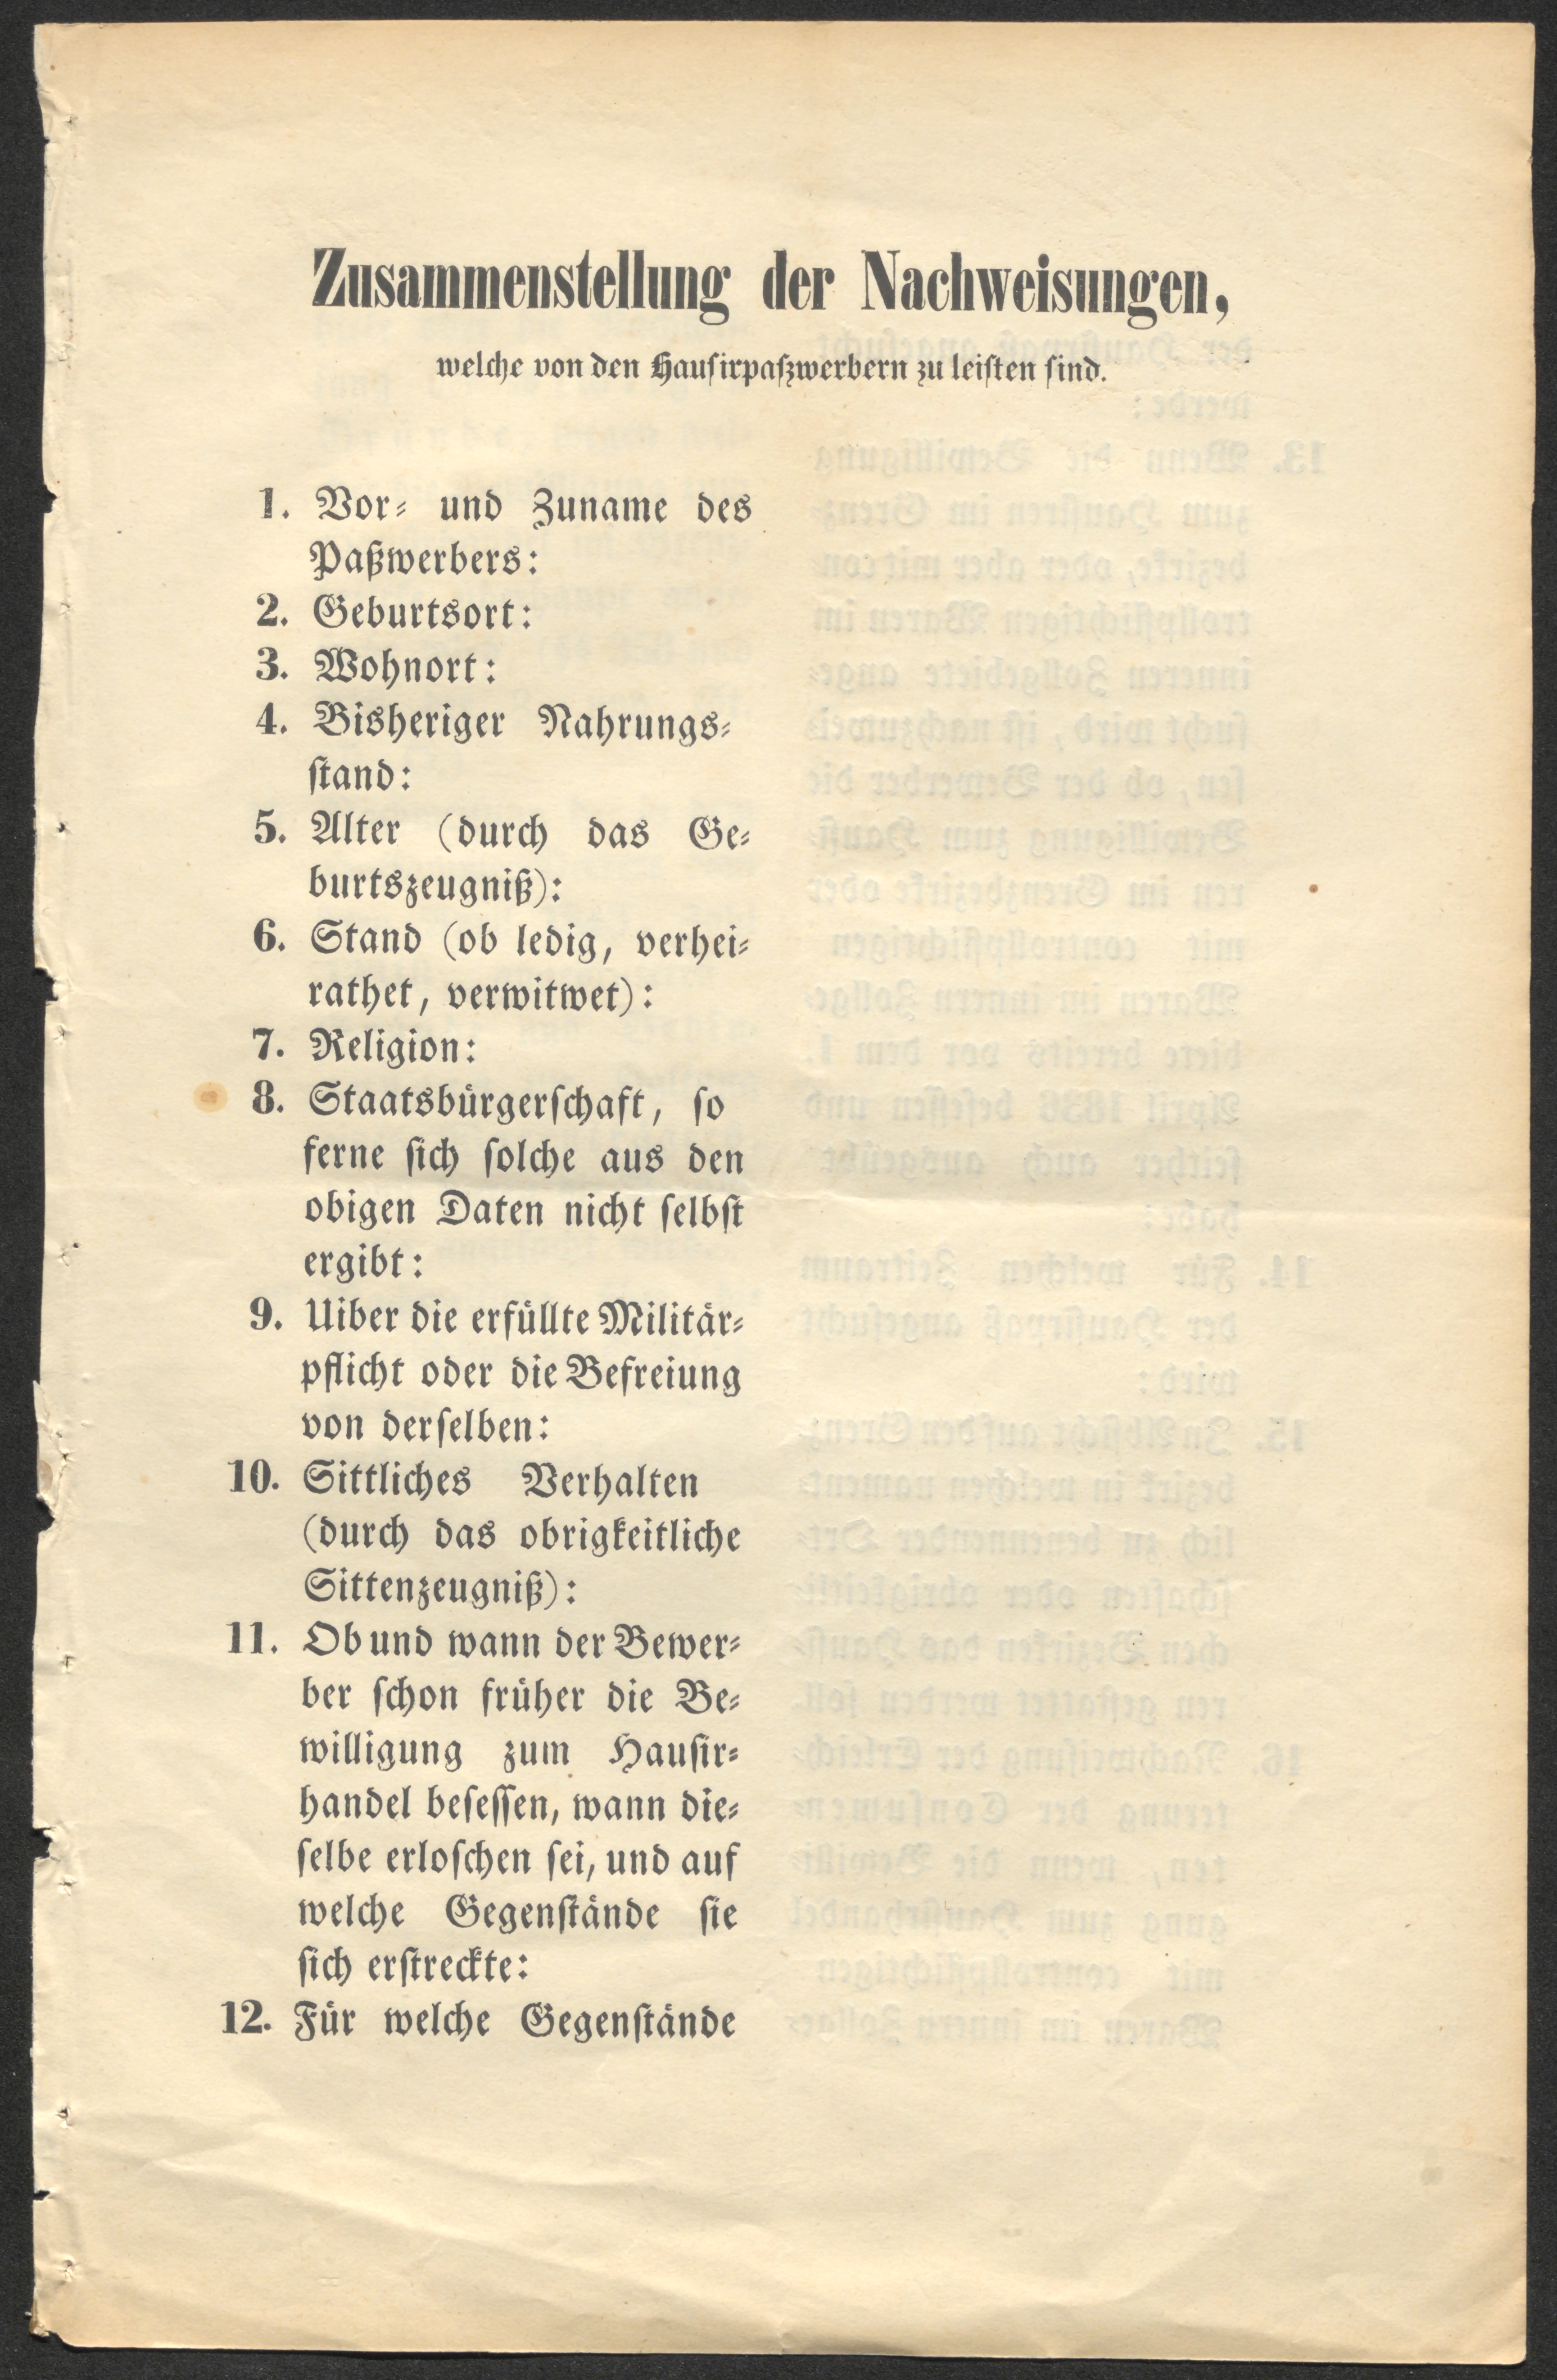 Zusammenstellung der Nachweisungen,
welche von den Hausirpaßwerbern zu leisten sind.
1. Vor- und Zuname des
Paßwerbers:
2. Geburtsort:
3. Wohnort:
4. Bisheriger Nahrungs-
stand:
5. Alter (durch das Ge-
burtszeugniß):
6. Stand (ob ledig, verhei-
rathet, verwitwet):
7. Religion:
8. Staatsbürgerschaft, so
ferne sich solche aus den
obigen Daten nicht selbst
ergibt:
9. Uiber die erfüllte Militär-
pflicht oder die Befreiung
von derselben:
10. Sittliches Verhalten
(durch das obrigkeitliche
Sittenzeugniß):
11. Ob und wann der Bewer-
ber schon früher die Be-
willigung zum Hausir-
handel besessen, wann die-
selbe erloschen sei, und auf
welche Gegenstände sie
sich erstreckte:
12. Für welche Gegenstände